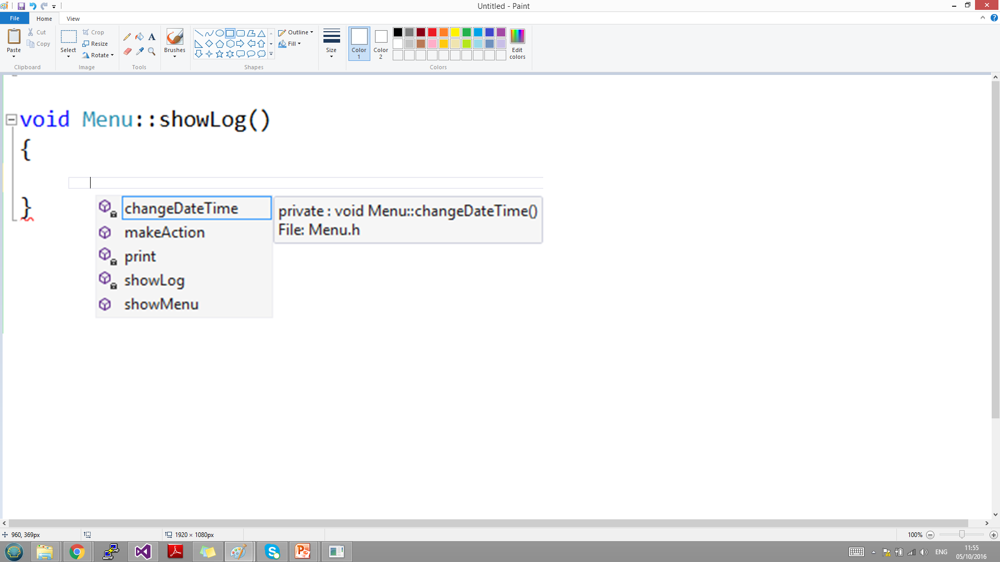 Untitled - Paint
File Home View
Paste Cut Copy Clipboard
Select Crop Resize Rotate Image
Tools
Brushes
Shapes
Outline Fill
Size
Color 1
Color 2
Edit colors
Colors
void Menu::showLog()
{
}
changeDateTime
private : void Menu::changeDateTime()
File: Menu.h
makeAction
print
showLog
showMenu
960, 369px
1920 × 1080px
100%
ENG
11:55
05/10/2016